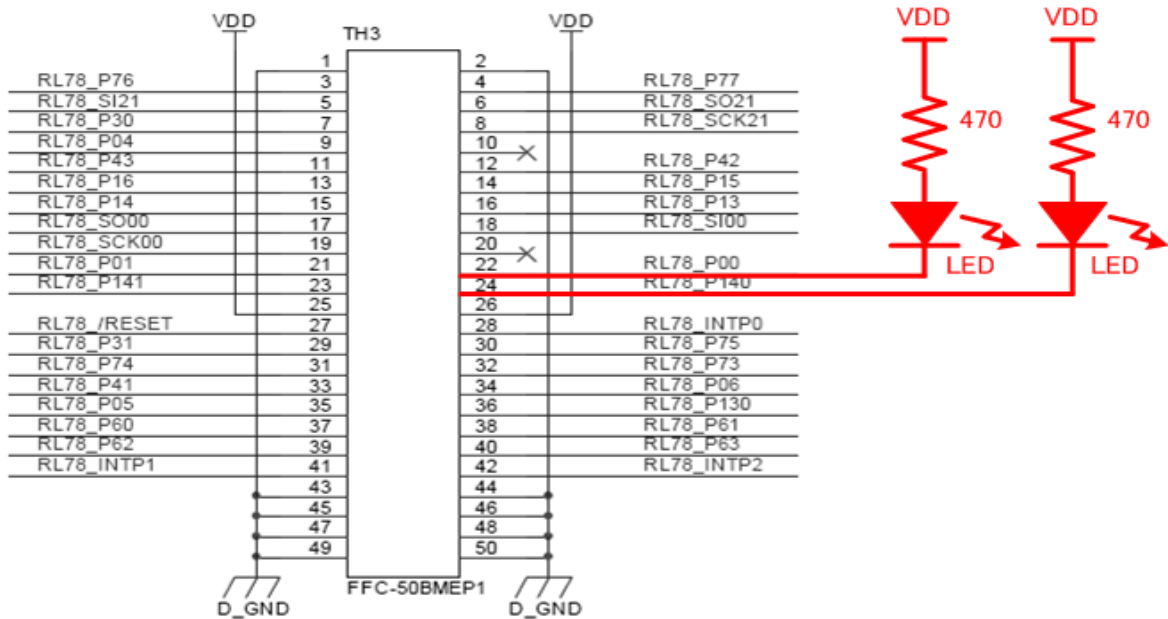 VDD
VDD
VDD
VDD
TH3
1
2
RL78_P76
3
4
RL78_P77
RL78_SI21
5
6
RL78_SO21
RL78_P30
7
8
RL78_SCK21
RL78_P04
9
10
RL78_P43
11
12
RL78_P42
RL78_P16
13
14
RL78_P15
RL78_P14
15
16
RL78_P13
RL78_SO00
17
18
RL78_SI00
RL78_SCK00
19
20
RL78_P01
21
22
RL78_P00
RL78_P141
23
24
RL78_P140
25
26
RL78_/RESET
27
28
RL78_INTP0
RL78_P31
29
30
RL78_P75
RL78_P74
31
32
RL78_P73
RL78_P41
33
34
RL78_P06
RL78_P05
35
36
RL78_P130
RL78_P60
37
38
RL78_P61
RL78_P62
39
40
RL78_P63
RL78_INTP1
41
42
RL78_INTP2
43
44
45
46
47
48
49
50
FFC-50BMEP1
D_GND
D_GND
470
470
LED
LED